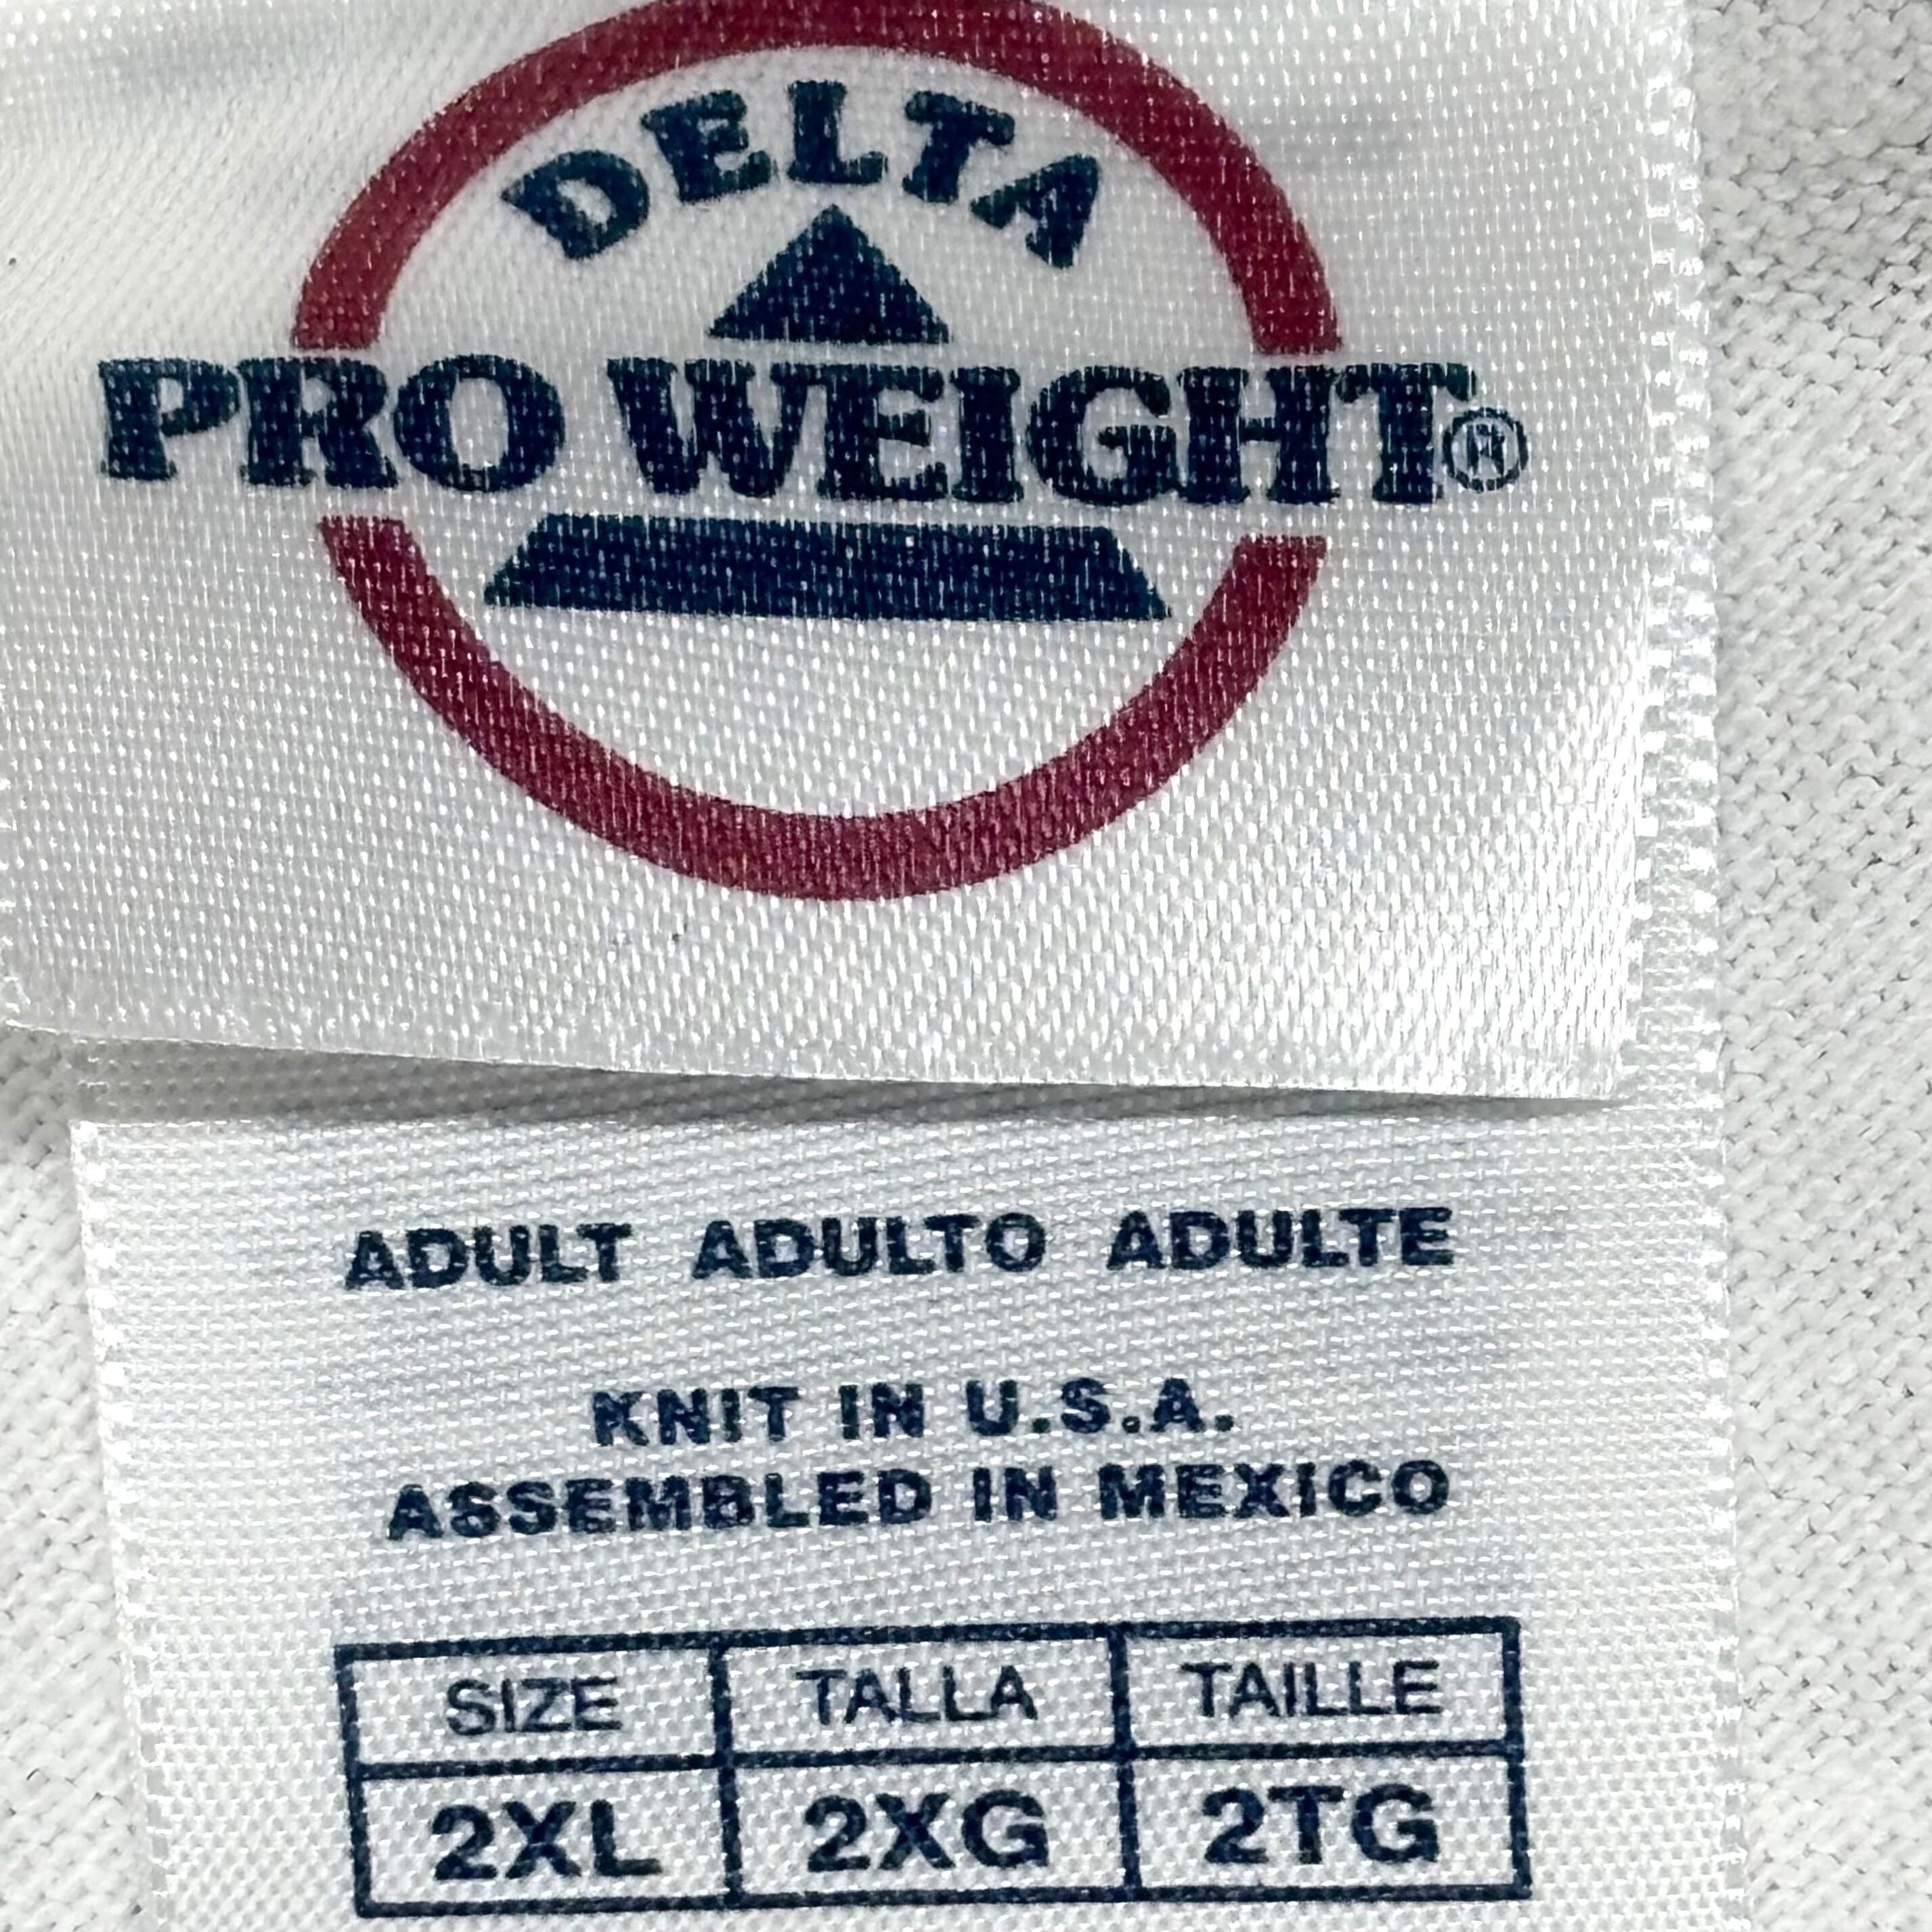 DELTA
PRO WEIGHT®
ADULT ADULTO ADULTE
KNIT IN U.S.A.
ASSEMBLED IN MEXICO
SIZE TALLA TAILLE
2XL 2XG 2TG